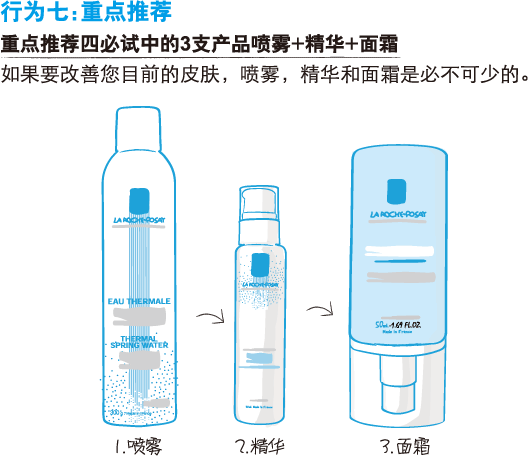 行为七:重点推荐
重点推荐四必试中的3支产品喷雾+精华+面霜
如果要改善您目前的皮肤，喷雾，精华和面霜是必不可少的。
LA ROCHE-POSAY
EAU THERMALE
THERMAL
SPRING WATER
300g
LA ROCHE-POSAY
LA ROCHE-POSAY
50ml 1.69 FL.OZ.
Made in France
1.喷雾
2.精华
3.面霜